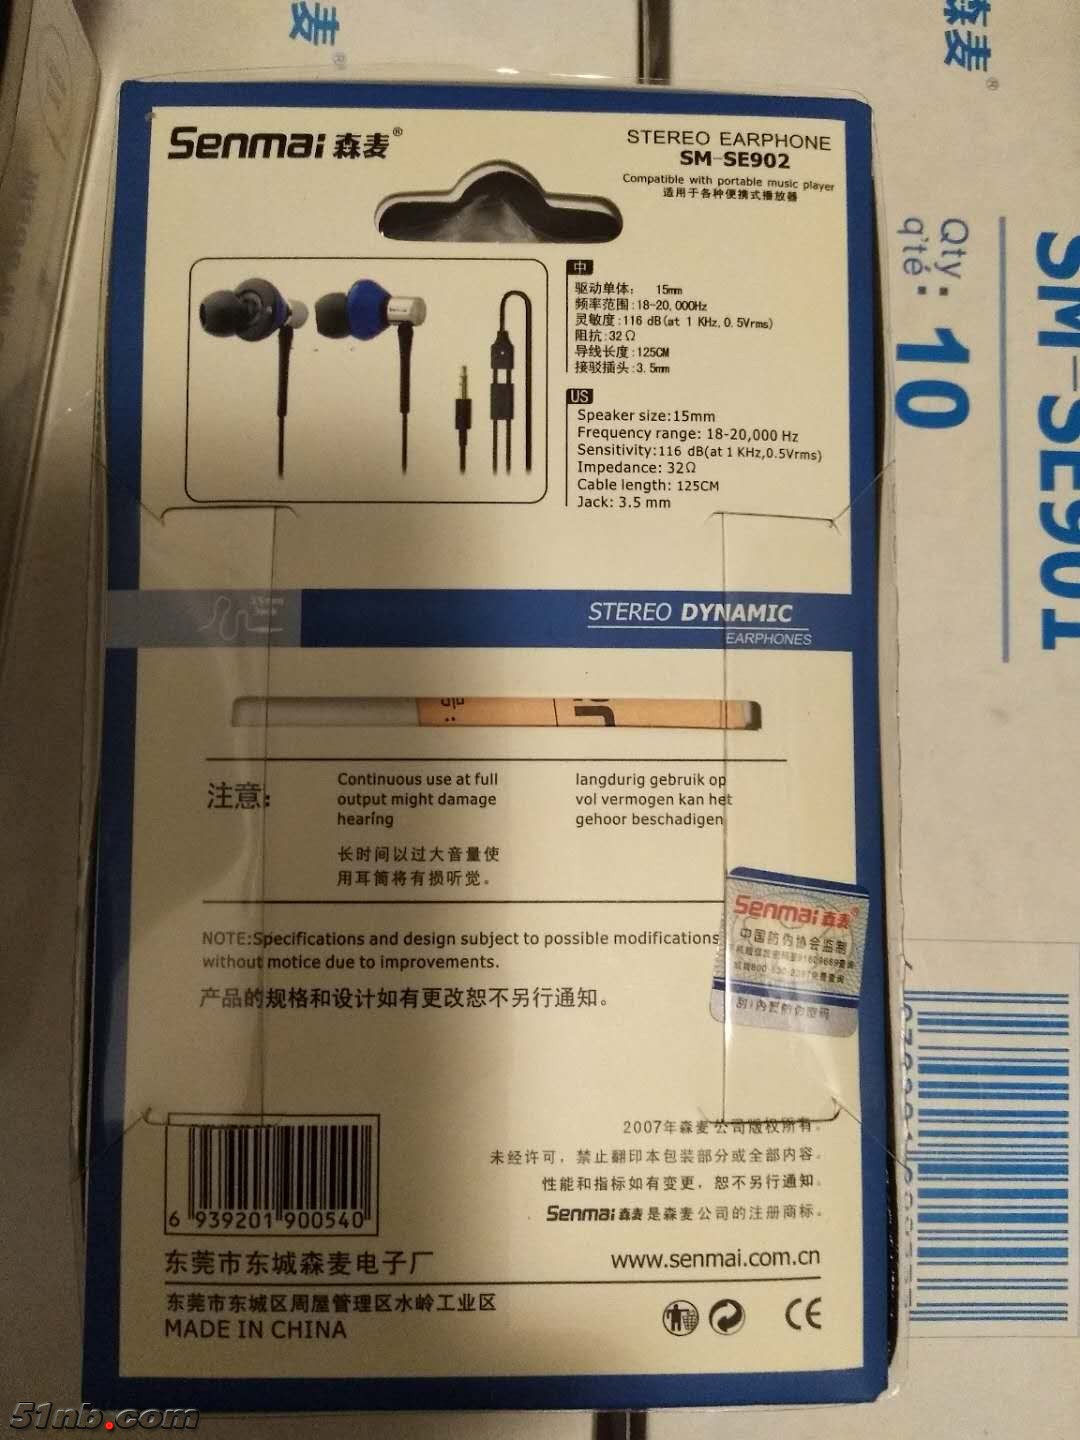 麦®
森麦®
Senmai 森麦®
STEREO EARPHONE
SM-SE902
Compatible with portable music player
适用于各种便携式播放器
中
驱动单体: 15mm
频率范围:18-20,000Hz
灵敏度:116 dB(at 1 KHz,0.5Vrms)
阻抗:32Ω
导线长度:125CM
接驳插头:3.5mm
US
Speaker size:15mm
Frequency range: 18-20,000 Hz
Sensitivity:116 dB(at 1 KHz,0.5Vrms)
Impedance: 32Ω
Cable length: 125CM
Jack: 3.5 mm
Qty:
q'té: 10
SM-SE901
STEREO DYNAMIC
EARPHONES
注意:
Continuous use at full
output might damage
hearing
长时间以过大音量使
用耳筒将有损听觉。
langdurig gebruik op
vol vermogen kan het
gehoor beschadigen
NOTE:Specifications and design subject to possible modifications
without motice due to improvements.
产品的规格和设计如有更改恕不另行通知。
Senmai 森麦®
中国防伪协会监制
2007年森麦公司版权所有。
未经许可，禁止翻印本包装部分或全部内容。
性能和指标如有变更，恕不另行通知。
Senmai 森麦是森麦公司的注册商标。
6 939201 900540
东莞市东城森麦电子厂
www.senmai.com.cn
东莞市东城区周屋管理区水岭工业区
MADE IN CHINA
CE
51nb.com